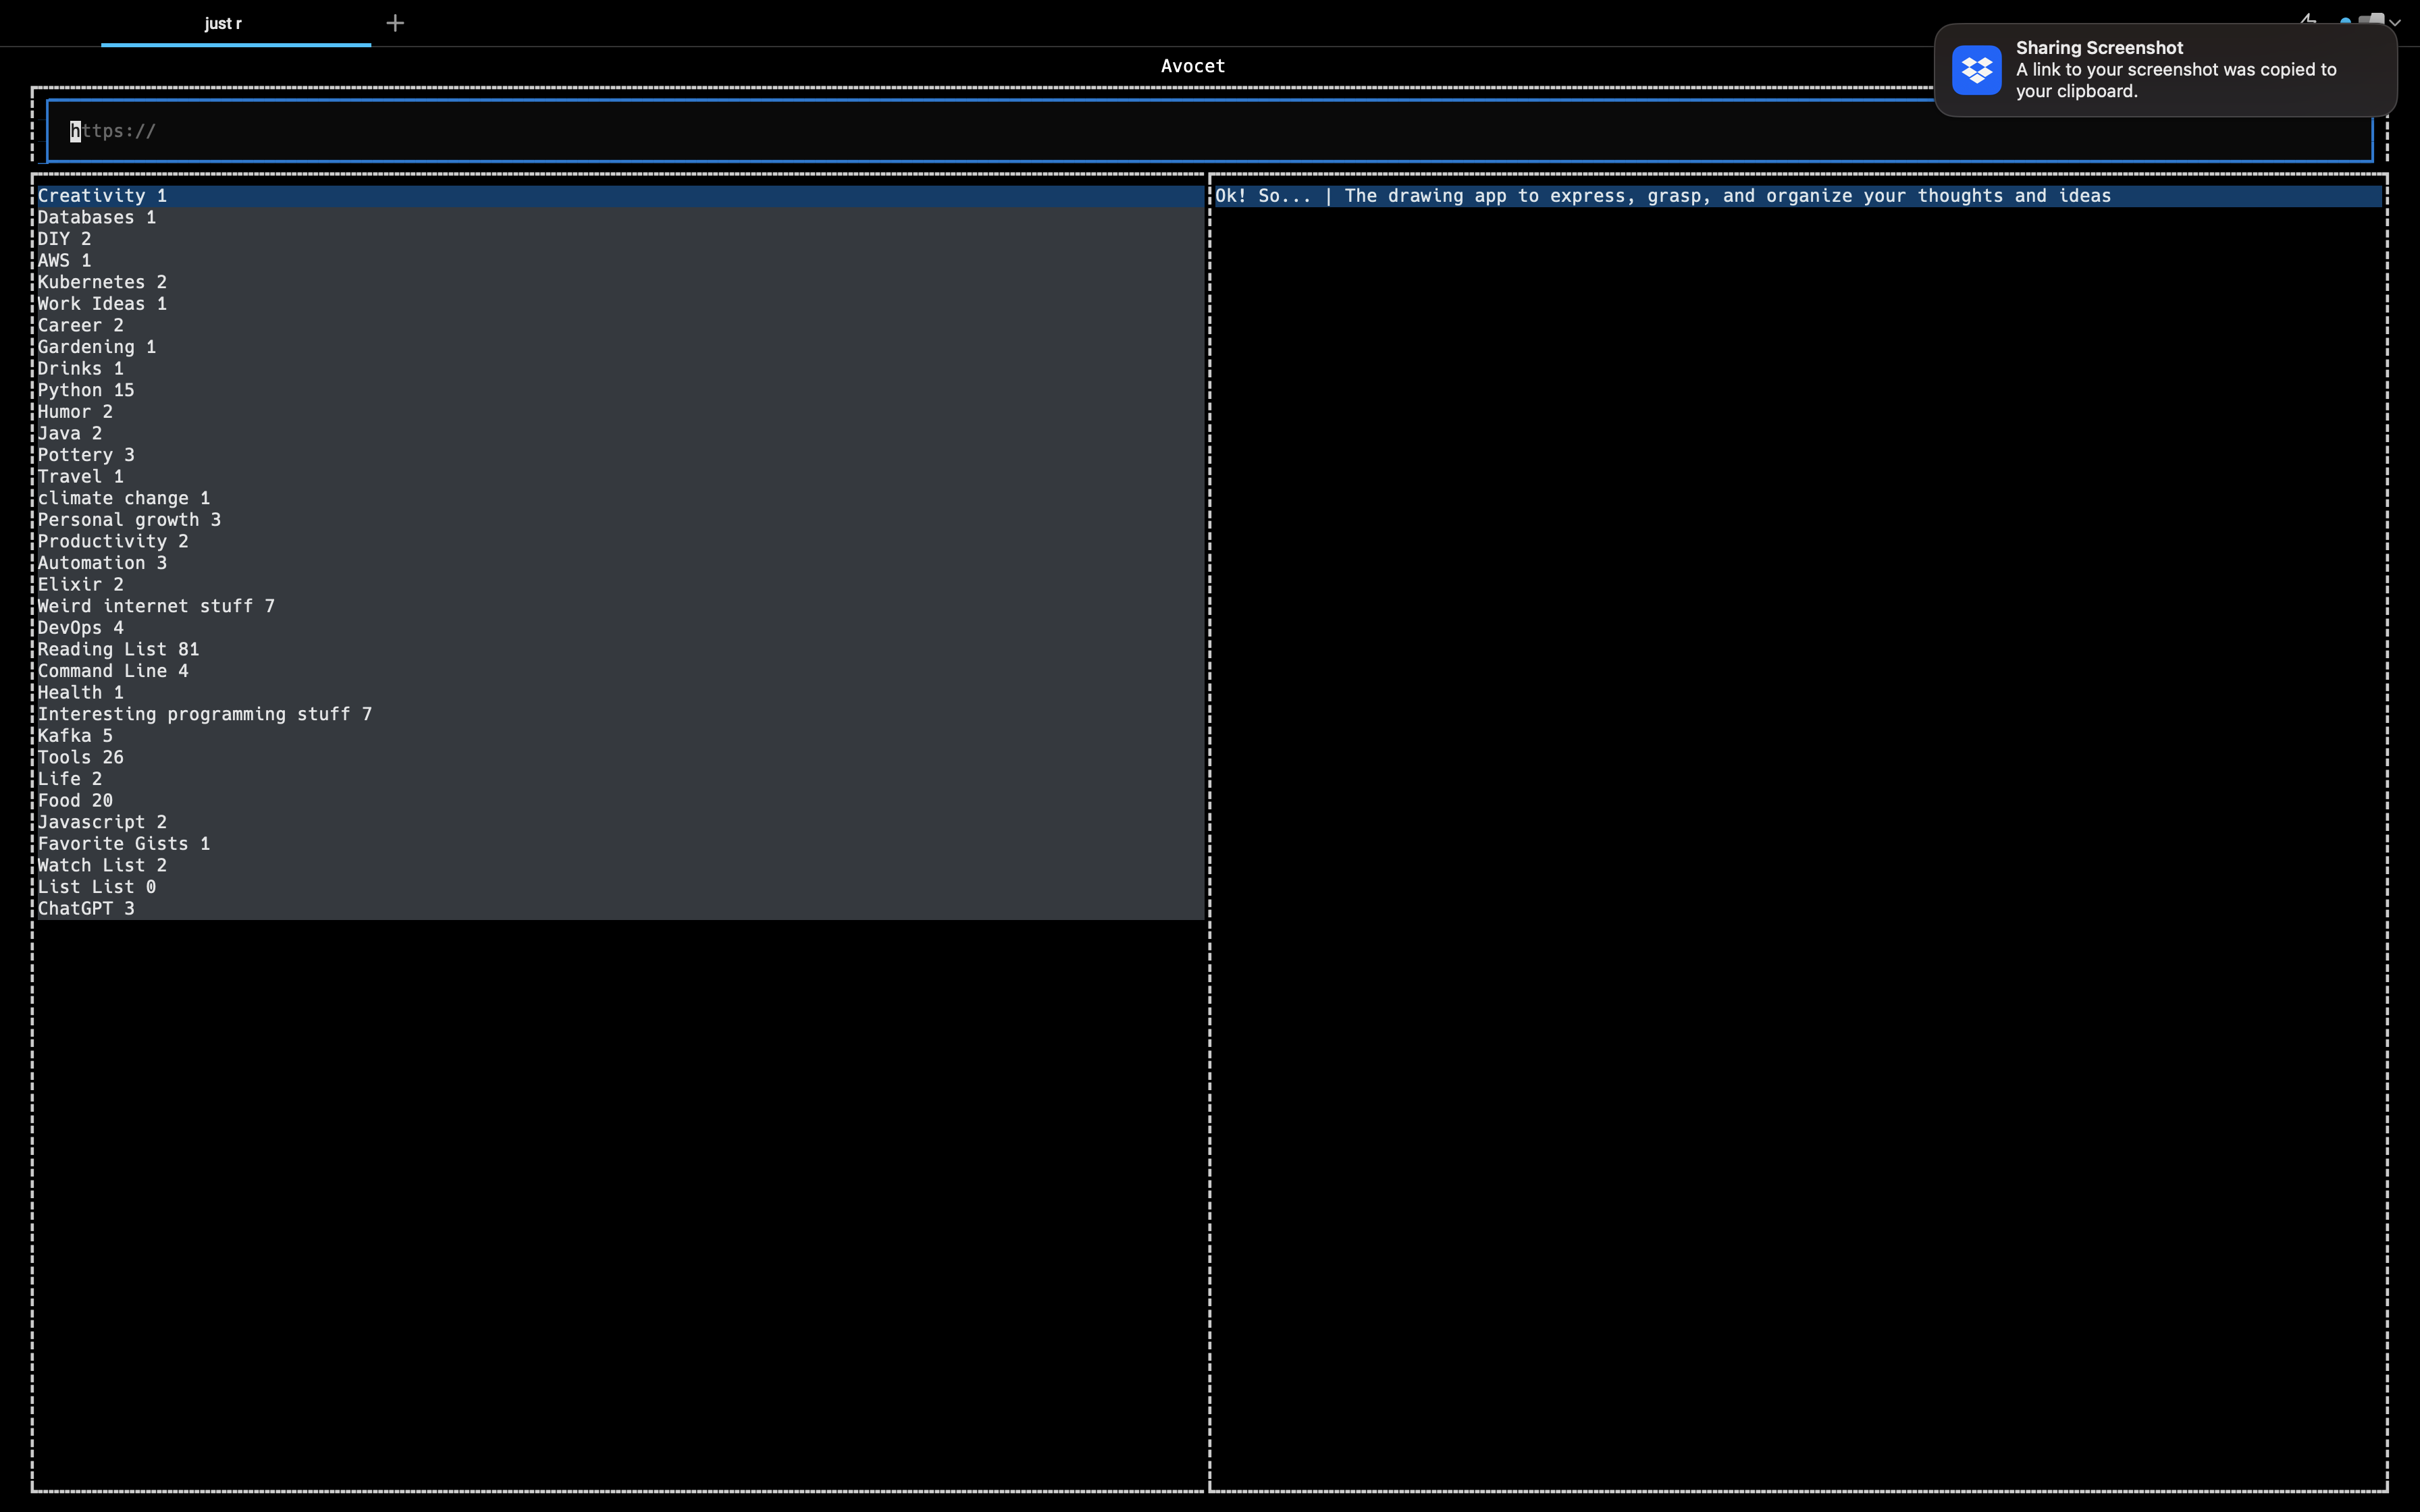 just r
Sharing Screenshot
A link to your screenshot was copied to
your clipboard.
Avocet
https://
Creativity 1
Databases 1
DIY 2
AWS 1
Kubernetes 2
Work Ideas 1
Career 2
Gardening 1
Drinks 1
Python 15
Humor 2
Java 2
Pottery 3
Travel 1
climate change 1
Personal growth 3
Productivity 2
Automation 3
Elixir 2
Weird internet stuff 7
DevOps 4
Reading List 81
Command Line 4
Health 1
Interesting programming stuff 7
Kafka 5
Tools 26
Life 2
Food 20
Javascript 2
Favorite Gists 1
Watch List 2
List List 0
ChatGPT 3
Ok! So... | The drawing app to express, grasp, and organize your thoughts and ideas